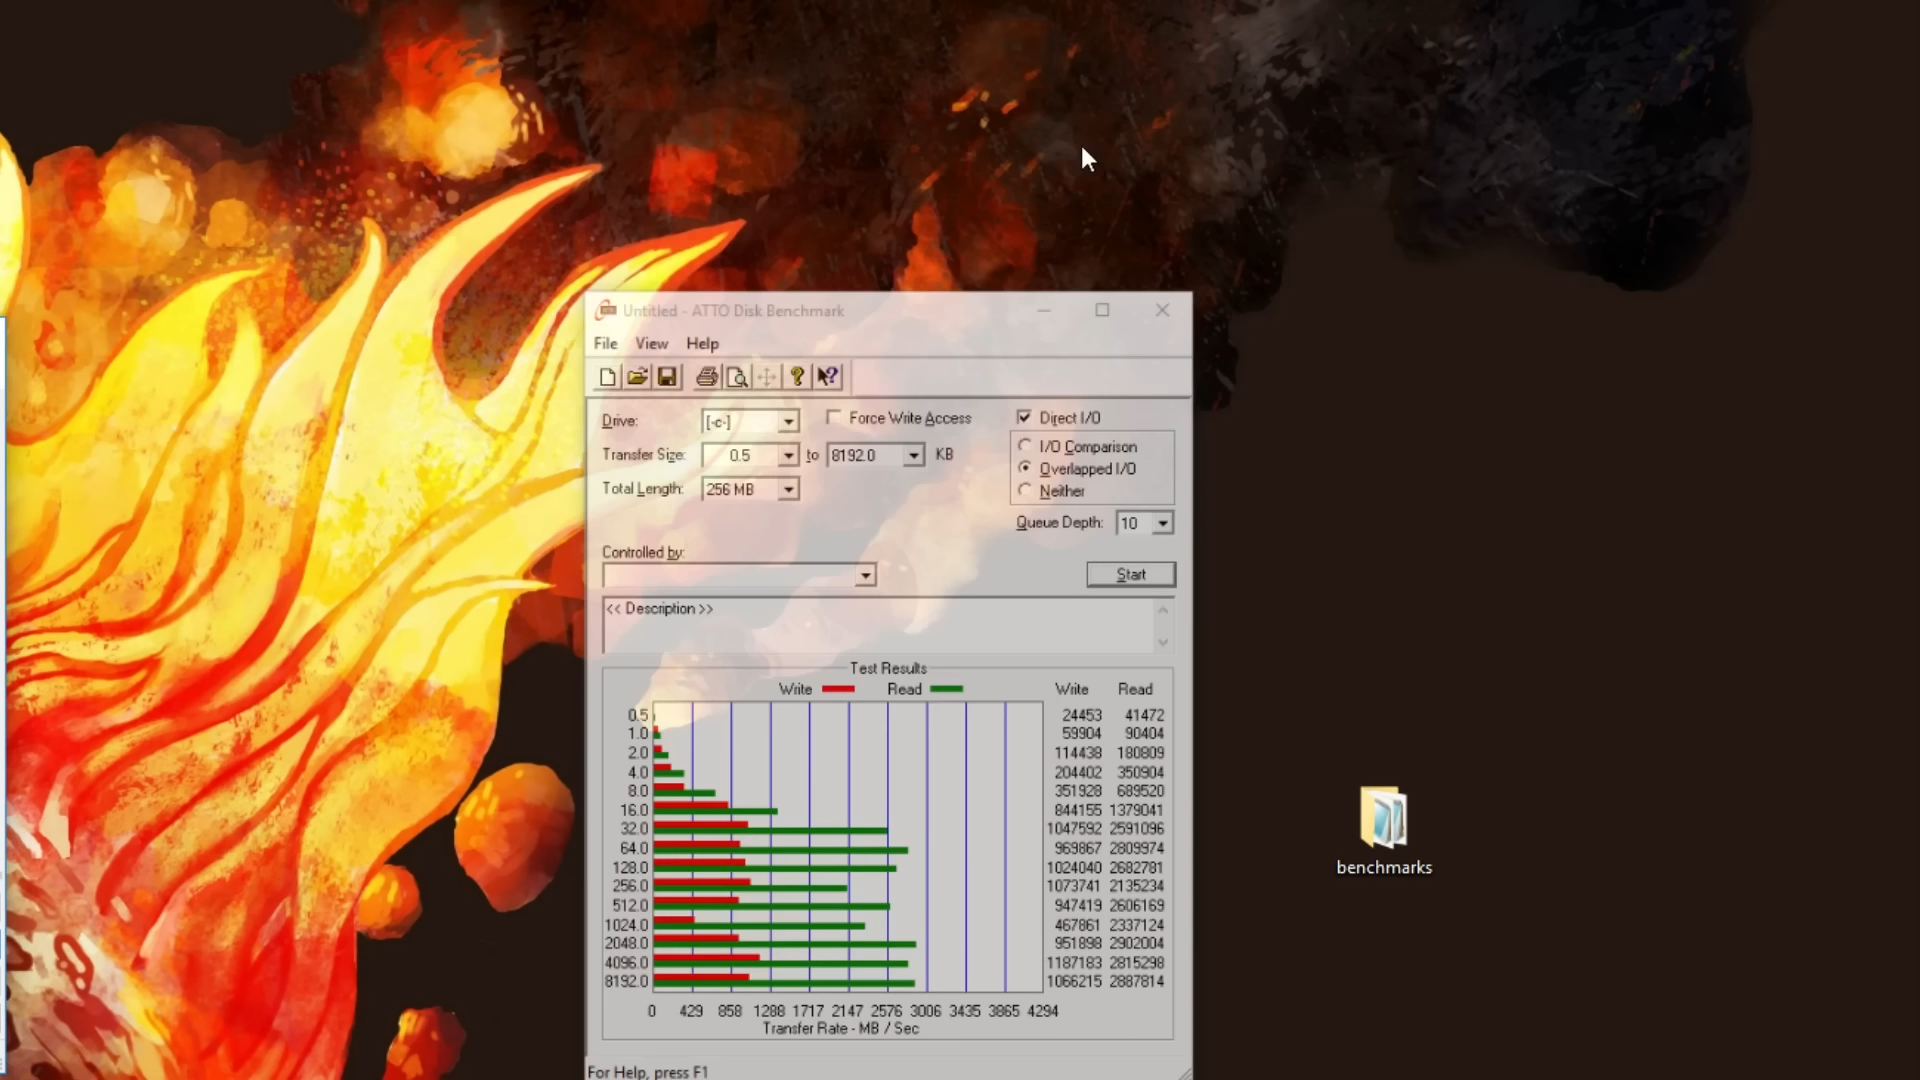 Untitled - ATTO Disk Benchmark
File View Help
Drive: [-c-] Force Write Access Direct I/O
I/O Comparison
Transfer Size: 0.5 to 8192.0 KB
Overlapped I/O
Total Length: 256 MB Neither
Queue Depth: 10
Controlled by:
Start
<< Description >>
Test Results
Write Read Write Read
0.5 24453 41472
1.0 59904 90404
2.0 114438 180809
4.0 204402 350904
8.0 351928 689520
16.0 844155 1379041
32.0 1047592 2591096
64.0 969867 2809974
128.0 1024040 2682781
256.0 1073741 2135234
512.0 947419 2606169
1024.0 467861 2337124
2048.0 951898 2902004
4096.0 1187183 2815298
8192.0 1066215 2887814
0 429 858 1288 1717 2147 2576 3006 3435 3865 4294
Transfer Rate - MB / Sec
For Help, press F1
benchmarks